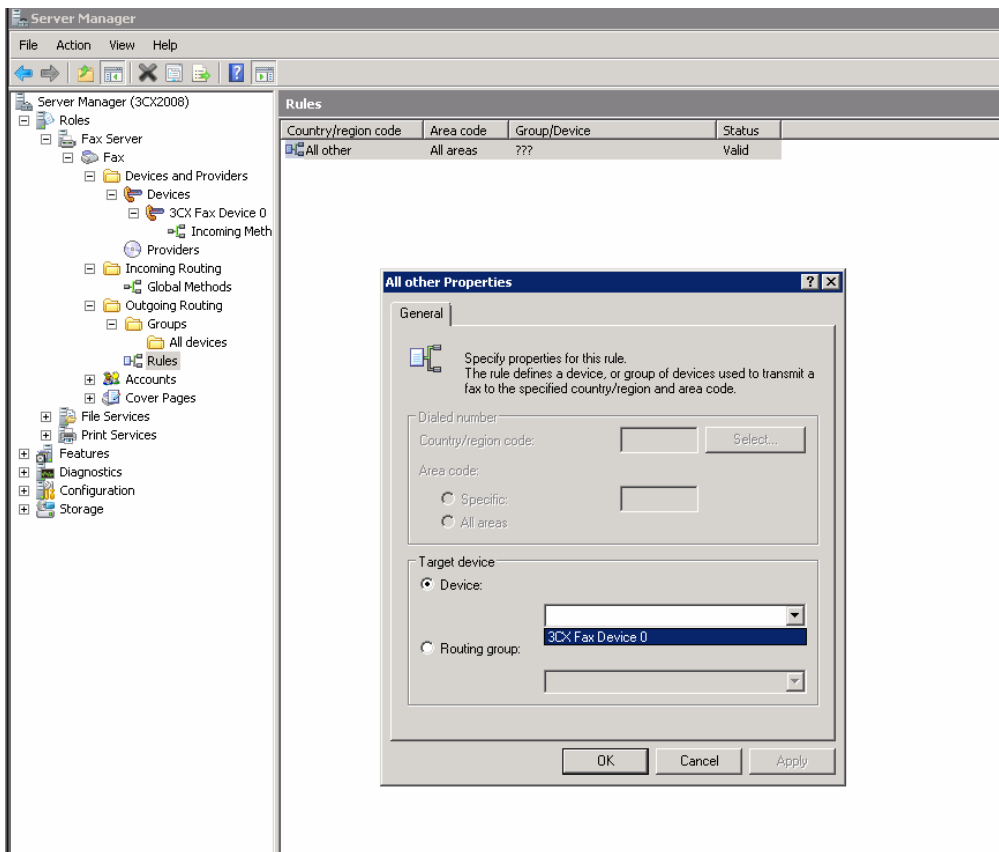 Server Manager
File Action View Help
Server Manager (3CX2008)
Roles
Fax Server
Fax
Devices and Providers
Devices
3CX Fax Device 0
Incoming Meth
Providers
Incoming Routing
Global Methods
Outgoing Routing
Groups
All devices
Rules
Accounts
Cover Pages
File Services
Print Services
Features
Diagnostics
Configuration
Storage
Rules
Country/region code Area code Group/Device Status
All other All areas ??? Valid
All other Properties
General
Specify properties for this rule.
The rule defines a device, or group of devices used to transmit a
fax to the specified country/region and area code.
Dialed number
Country/region code: Select...
Area code:
Specific:
All areas
Target device
Device:
3CX Fax Device 0
Routing group:
OK Cancel Apply